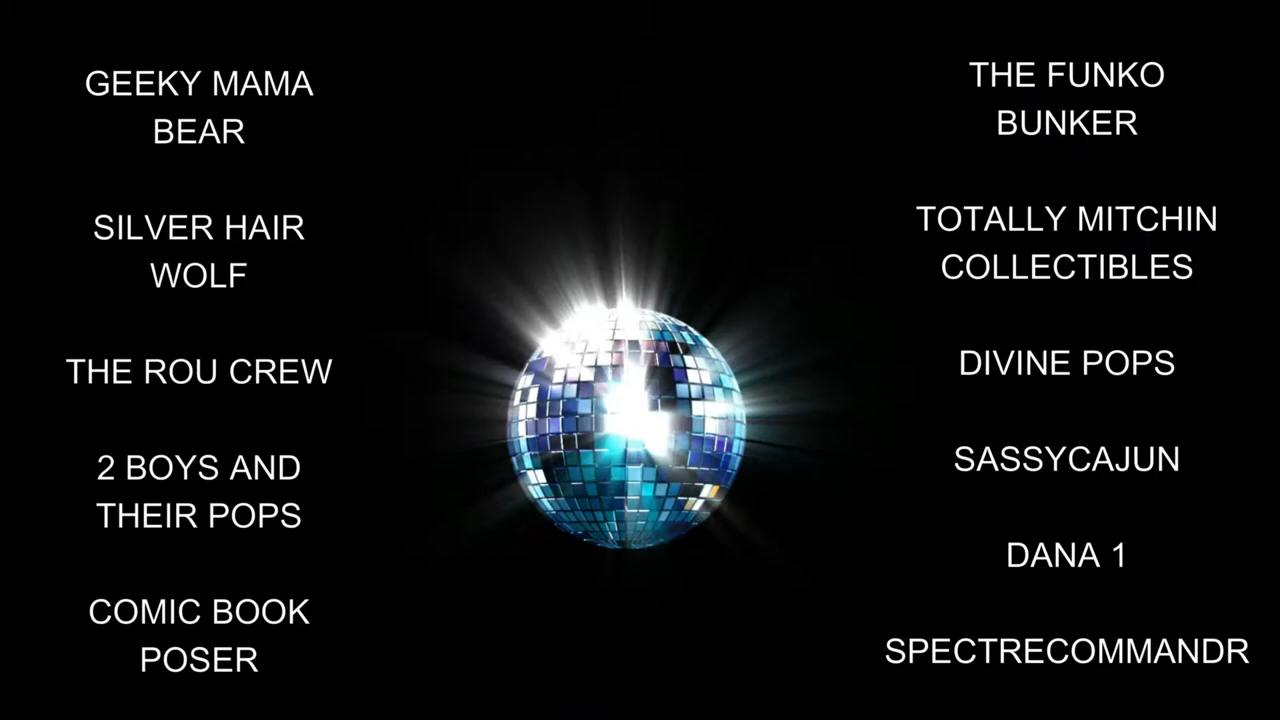 GEEKY MAMA
BEAR
SILVER HAIR
WOLF
THE ROU CREW
2 BOYS AND
THEIR POPS
COMIC BOOK
POSER
THE FUNKO
BUNKER
TOTALLY MITCHIN
COLLECTIBLES
DIVINE POPS
SASSYCAJUN
DANA 1
SPECTRECOMMANDR